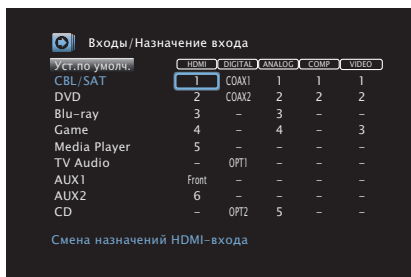 Входы/Назначение входа
Уст.по умолч. HDMI DIGITAL ANALOG COMP VIDEO
CBL/SAT 1 COAX1 1 1 1
DVD 2 COAX2 2 2 2
Blu-ray 3 – 3 – –
Game 4 – 4 – 3
Media Player 5 – – – –
TV Audio – OPT1 – – –
AUX1 Front – – – –
AUX2 6 – – – –
CD – OPT2 5 – –
Смена назначений HDMI-входа